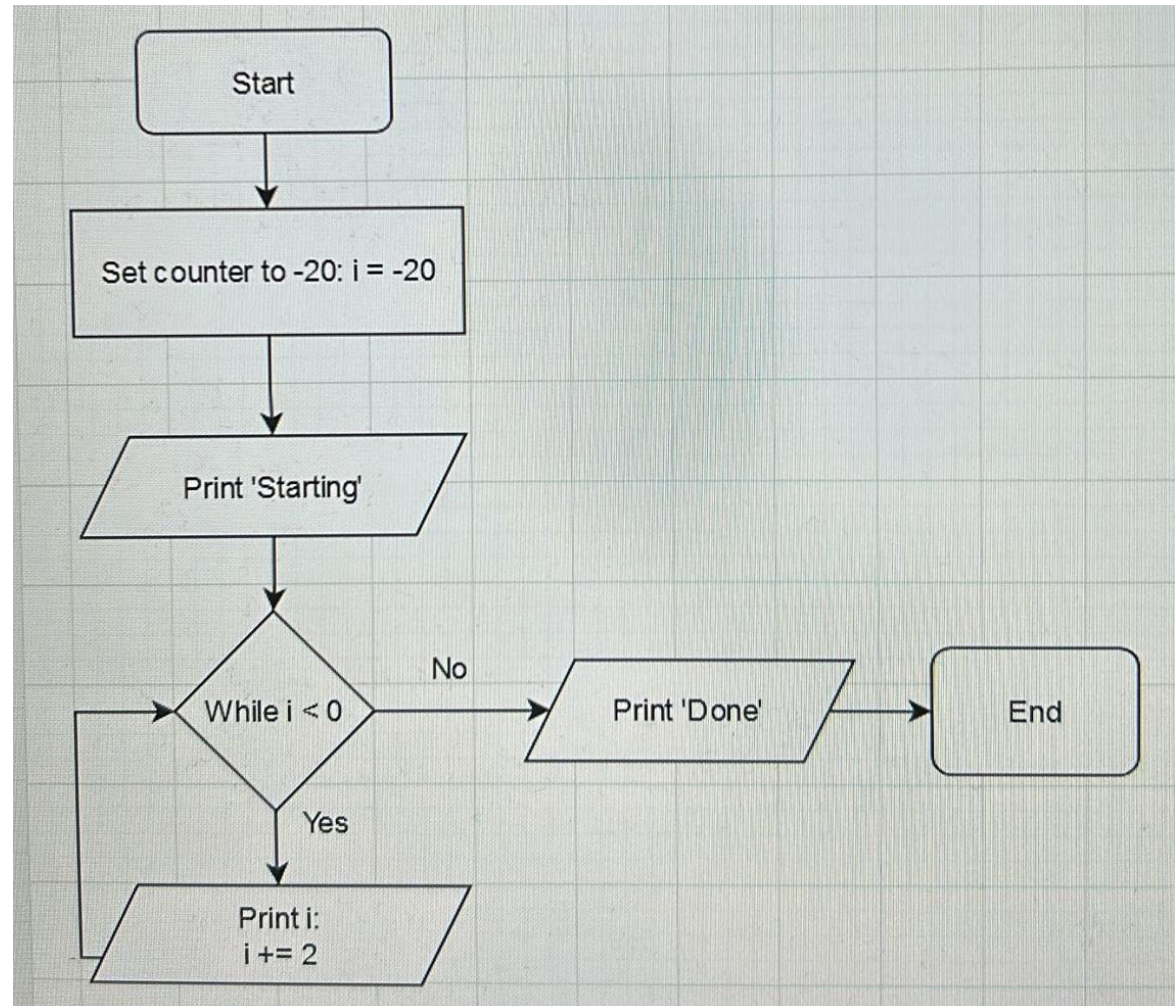 Start
Set counter to -20: i = -20
Print 'Starting'
While i < 0
No
Print 'Done'
End
Yes
Print i:
i += 2